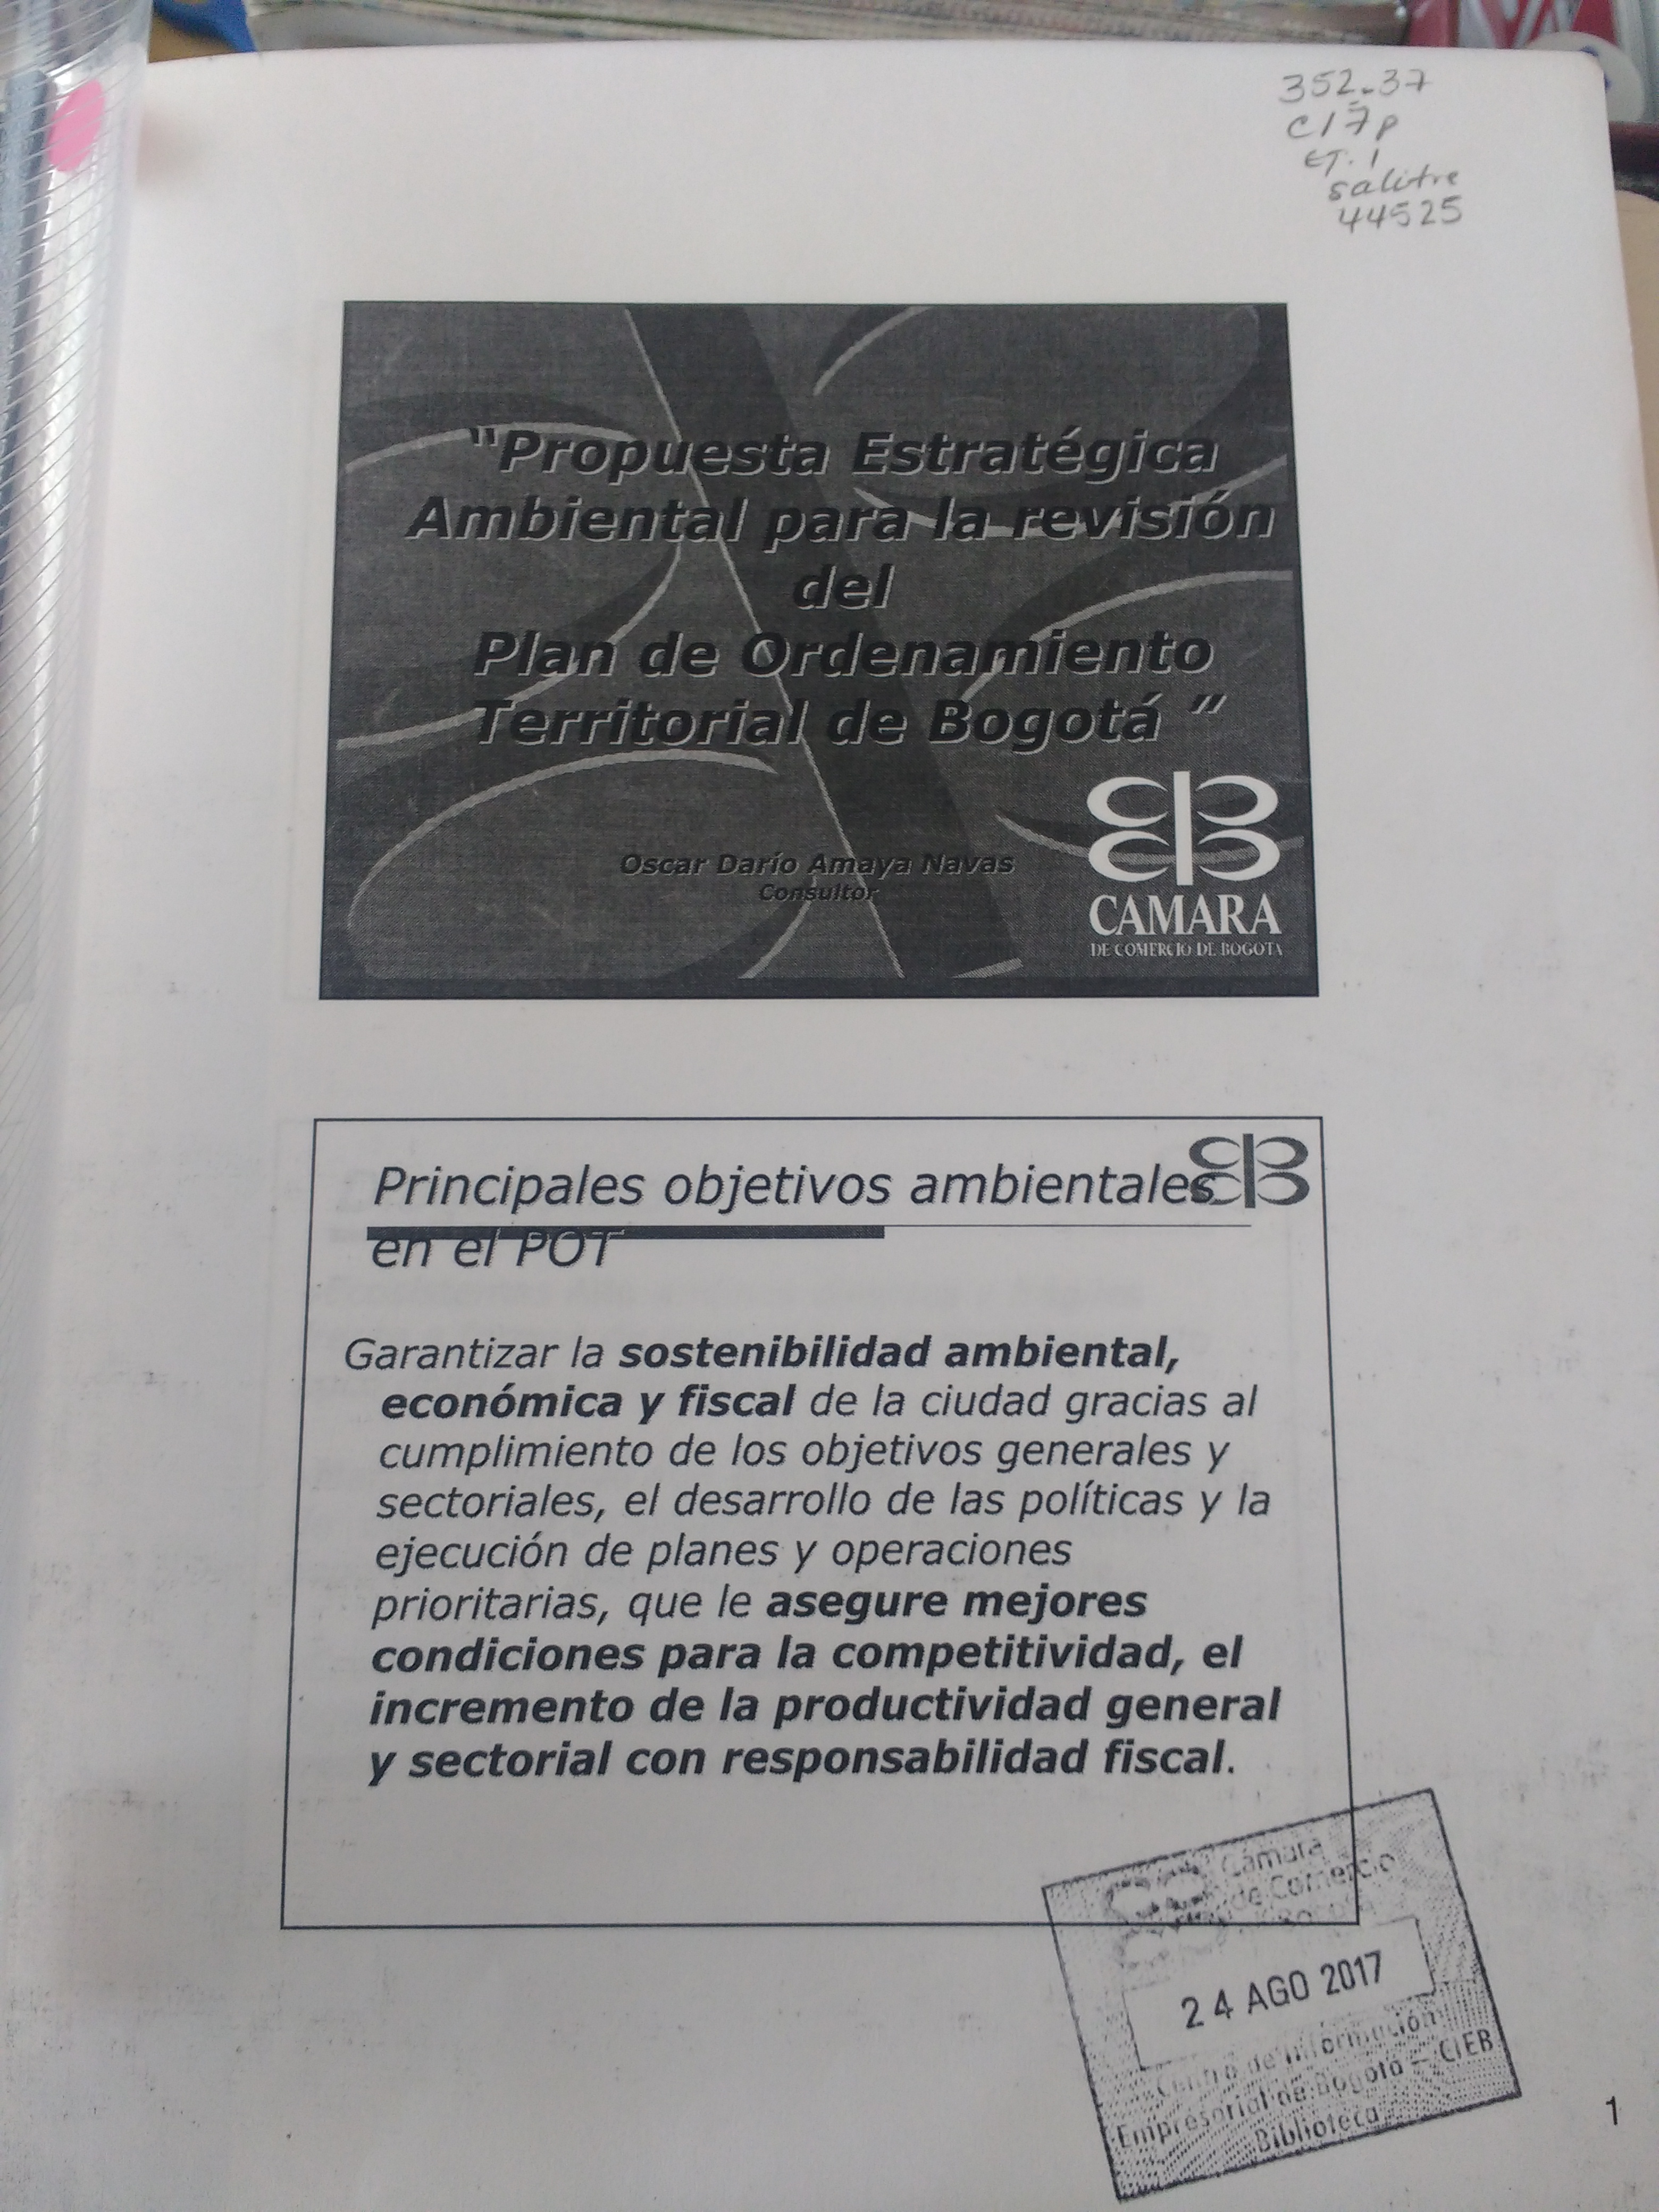 352.37
C17p
ET. 1
salitre
44525
"Propuesta Estratégica
Ambiental para la revisión
del
Plan de Ordenamiento
Territorial de Bogotá "
Oscar Darío Amaya Navas
Consultor
CAMARA
DE COMERCIO DE BOGOTA
Principales objetivos ambientales
en el POT
Garantizar la sostenibilidad ambiental,
económica y fiscal de la ciudad gracias al
cumplimiento de los objetivos generales y
sectoriales, el desarrollo de las políticas y la
ejecución de planes y operaciones
prioritarias, que le asegure mejores
condiciones para la competitividad, el
incremento de la productividad general
y sectorial con responsabilidad fiscal.
Cámara
de Comercio
de Bogotá
24 AGO 2017
Centro de Información
Empresarial de Bogotá - CIEB
Biblioteca
1